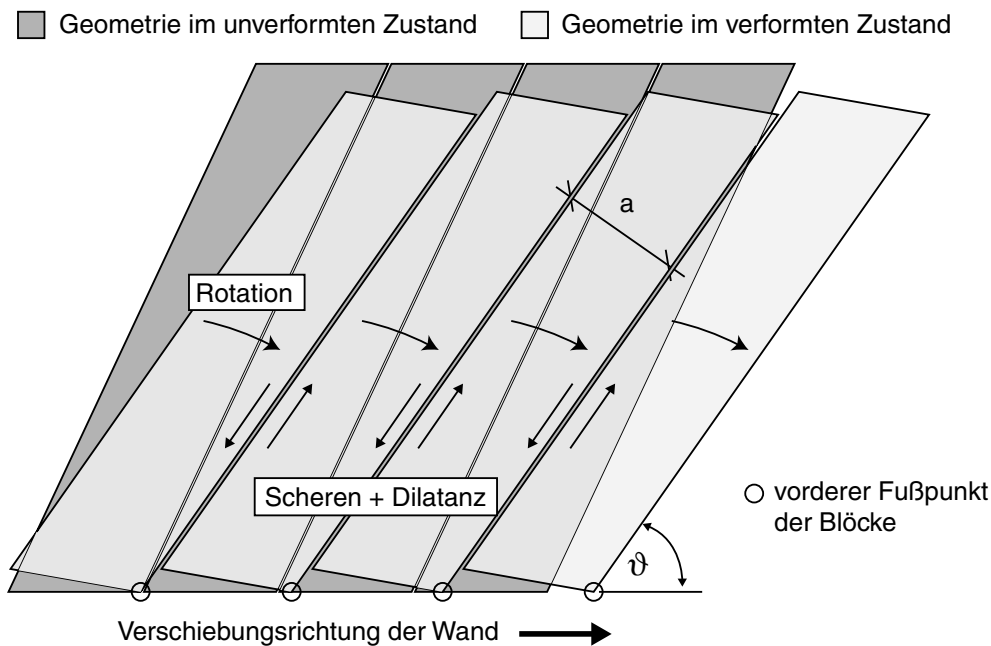 Geometrie im unverformten Zustand
Geometrie im verformten Zustand
a
Rotation
Scheren + Dilatanz
vorderer Fußpunkt
der Blöcke
ϑ
Verschiebungsrichtung der Wand